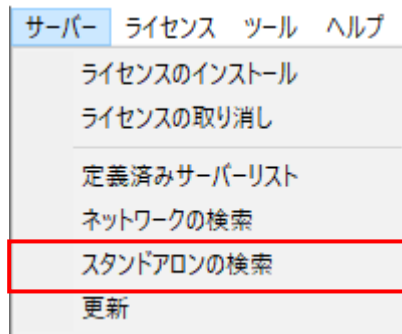 サーバー ライセンス ツール ヘルプ
ライセンスのインストール
ライセンスの取り消し
定義済みサーバーリスト
ネットワークの検索
スタンドアロンの検索
更新